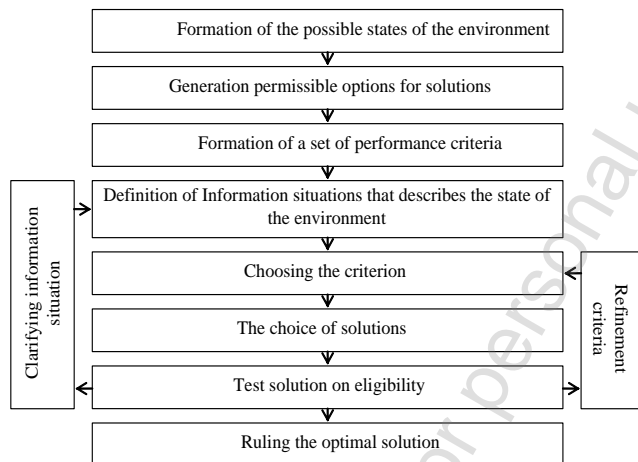 Formation of the possible states of the environment
Generation permissible options for solutions
Formation of a set of performance criteria
Definition of Information situations that describes the state of
the environment
Clarifying information
situation
Choosing the criterion
Refinement
criteria
The choice of solutions
Test solution on eligibility
Ruling the optimal solution
or personal